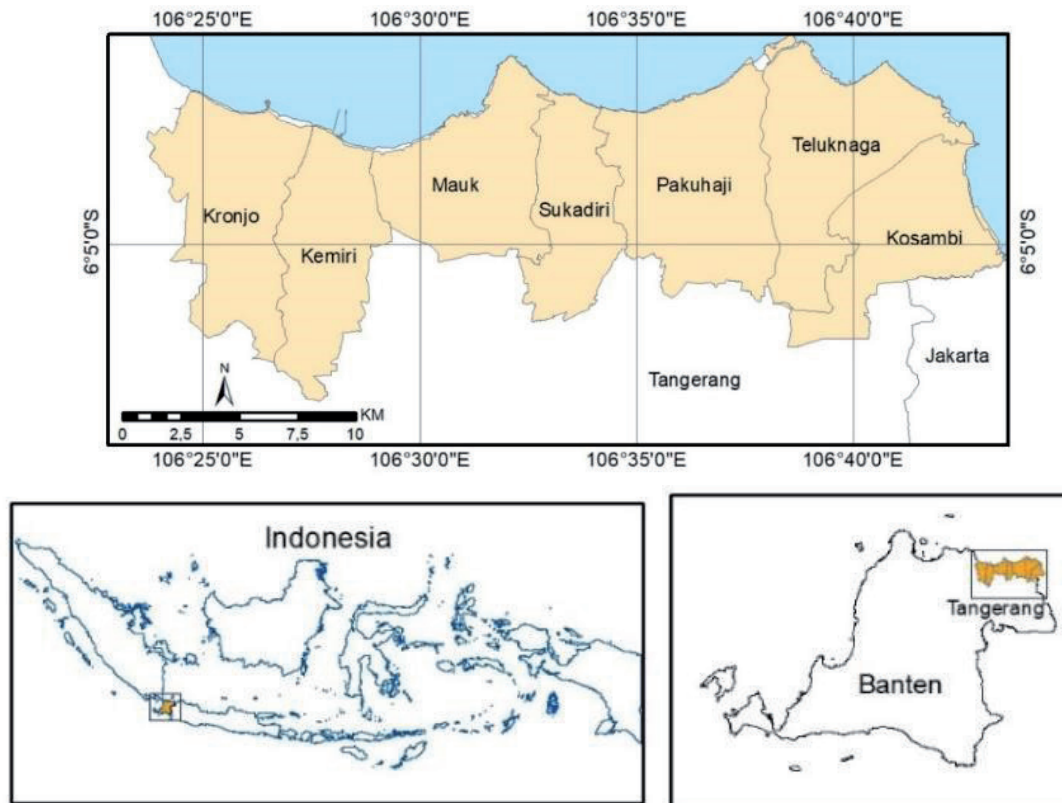 106°25'0"E 106°30'0"E 106°35'0"E 106°40'0"E
Teluknaga
Mauk
Pakuhaji
Kronjo
Sukadiri
Kosambi
6°5'0"S
6°5'0"S
Kemiri
Jakarta
N
Tangerang
KM
0 2,5 5 7,5 10
106°25'0"E 106°30'0"E 106°35'0"E 106°40'0"E
Indonesia
Tangerang
Banten